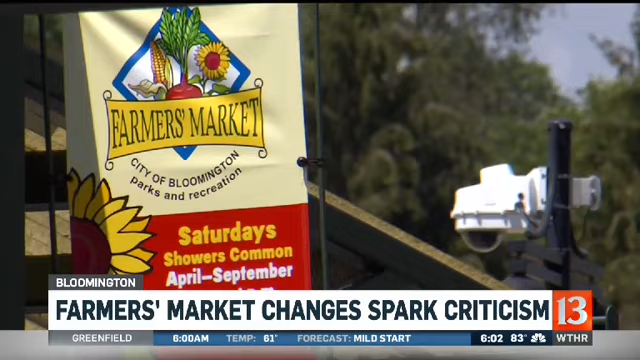 FARMERS' MARKET
CITY OF BLOOMINGTON
parks and recreation
Saturdays
Showers Common
April–September
BLOOMINGTON
FARMERS' MARKET CHANGES SPARK CRITICISM
13
GREENFIELD 6:00AM TEMP: 61° FORECAST: MILD START 6:02 83° NBC WTHR